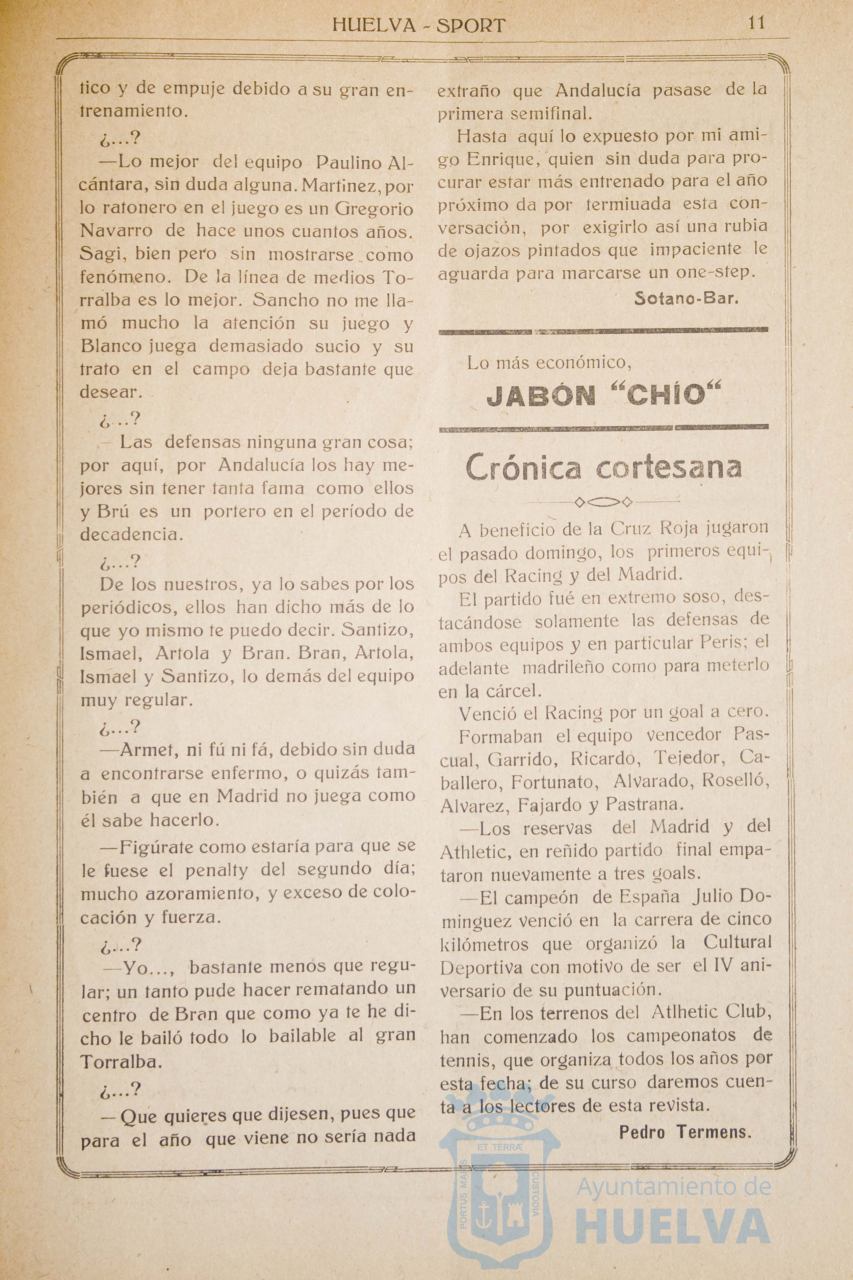 HUELVA - SPORT
11
tico y de empuje debido a su gran en-
trenamiento.
¿...?
—Lo mejor del equipo Paulino Al-
cántara, sin duda alguna. Martinez, por
lo ratonero en el juego es un Gregorio
Navarro de hace unos cuantos años.
Sagi, bien pero sin mostrarse como
fenómeno. De la línea de medios To-
rralba es lo mejor. Sancho no me lla-
mó mucho la atención su juego y
Blanco juega demasiado sucio y su
trato en el campo deja bastante que
desear.
¿...?
— Las defensas ninguna gran cosa;
por aquí, por Andalucía los hay me-
jores sin tener tanta fama como ellos
y Brú es un portero en el período de
decadencia.
¿...?
De los nuestros, ya lo sabes por los
periódicos, ellos han dicho más de lo
que yo mismo te puedo decir. Santizo,
Ismael, Artola y Bran. Bran, Artola,
Ismael y Santizo, lo demás del equipo
muy regular.
¿...?
—Armet, ni fú ni fá, debido sin duda
a encontrarse enfermo, o quizás tam-
bién a que en Madrid no juega como
él sabe hacerlo.
—Figúrate como estaría para que se
le fuese el penalty del segundo día;
mucho azoramiento, y exceso de colo-
cación y fuerza.
¿...?
—Yo..., bastante menos que regu-
lar; un tanto pude hacer rematando un
centro de Bran que como ya te he di-
cho le bailó todo lo bailable al gran
Torralba.
¿...?
—Que quieres que dijesen, pues que
para el año que viene no sería nada
extraño que Andalucía pasase de la
primera semifinal.
Hasta aquí lo expuesto por mi ami-
go Enrique, quien sin duda para pro-
curar estar más entrenado para el año
próximo da por termiuada esta con-
versación, por exigirlo así una rubia
de ojazos pintados que impaciente le
aguarda para marcarse un one-step.
Sotano-Bar.
Lo más económico,
JABÓN "CHÍO"
Crónica cortesana
A beneficio de la Cruz Roja jugaron
el pasado domingo, los primeros equi-
pos del Racing y del Madrid.
El partido fué en extremo soso, des-
tacándose solamente las defensas de
ambos equipos y en particular Peris; el
adelante madrileño como para meterlo
en la cárcel.
Venció el Racing por un goal a cero.
Formaban el equipo vencedor Pas-
cual, Garrido, Ricardo, Tejedor, Ca-
ballero, Fortunato, Alvarado, Roselló,
Alvarez, Fajardo y Pastrana.
—Los reservas del Madrid y del
Athletic, en reñido partido final empa-
taron nuevamente a tres goals.
—El campeón de España Julio Do-
minguez venció en la carrera de cinco
kilómetros que organizó la Cultural
Deportiva con motivo de ser el IV ani-
versario de su puntuación.
—En los terrenos del Atlhetic Club,
han comenzado los campeonatos de
tennis, que organiza todos los años por
esta fecha; de su curso daremos cuen-
ta a los lectores de esta revista.
Pedro Termens.
ET TERRA
PORTUS MARIS
CUSTODIA
Ayuntamiento de
HUELVA